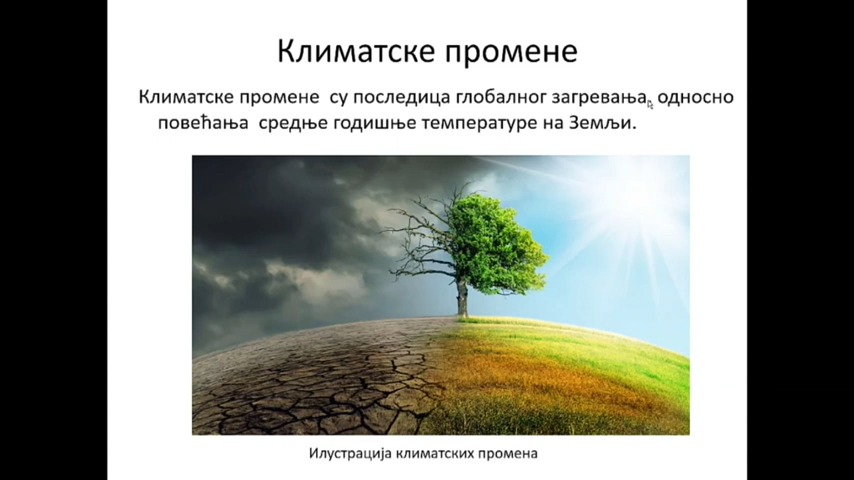 Климатске промене
Климатске промене су последица глобалног загревања, односно
повећања средње годишње температуре на Земљи.
Илустрација климатских промена